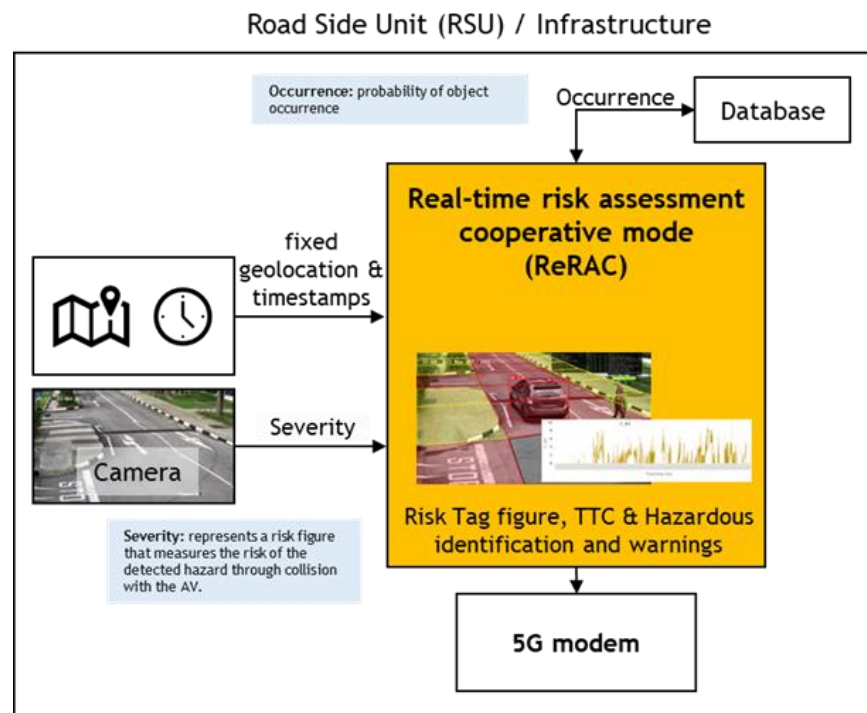 Road Side Unit (RSU) / Infrastructure
Occurrence: probability of object
occurrence
Occurrence
Database
Real-time risk assessment
cooperative mode
(ReRAC)
fixed
geolocation &
timestamps
Severity
Camera
STOP
Risk Tag figure, TTC & Hazardous
identification and warnings
Severity: represents a risk figure
that measures the risk of the
detected hazard through collision
with the AV.
5G modem